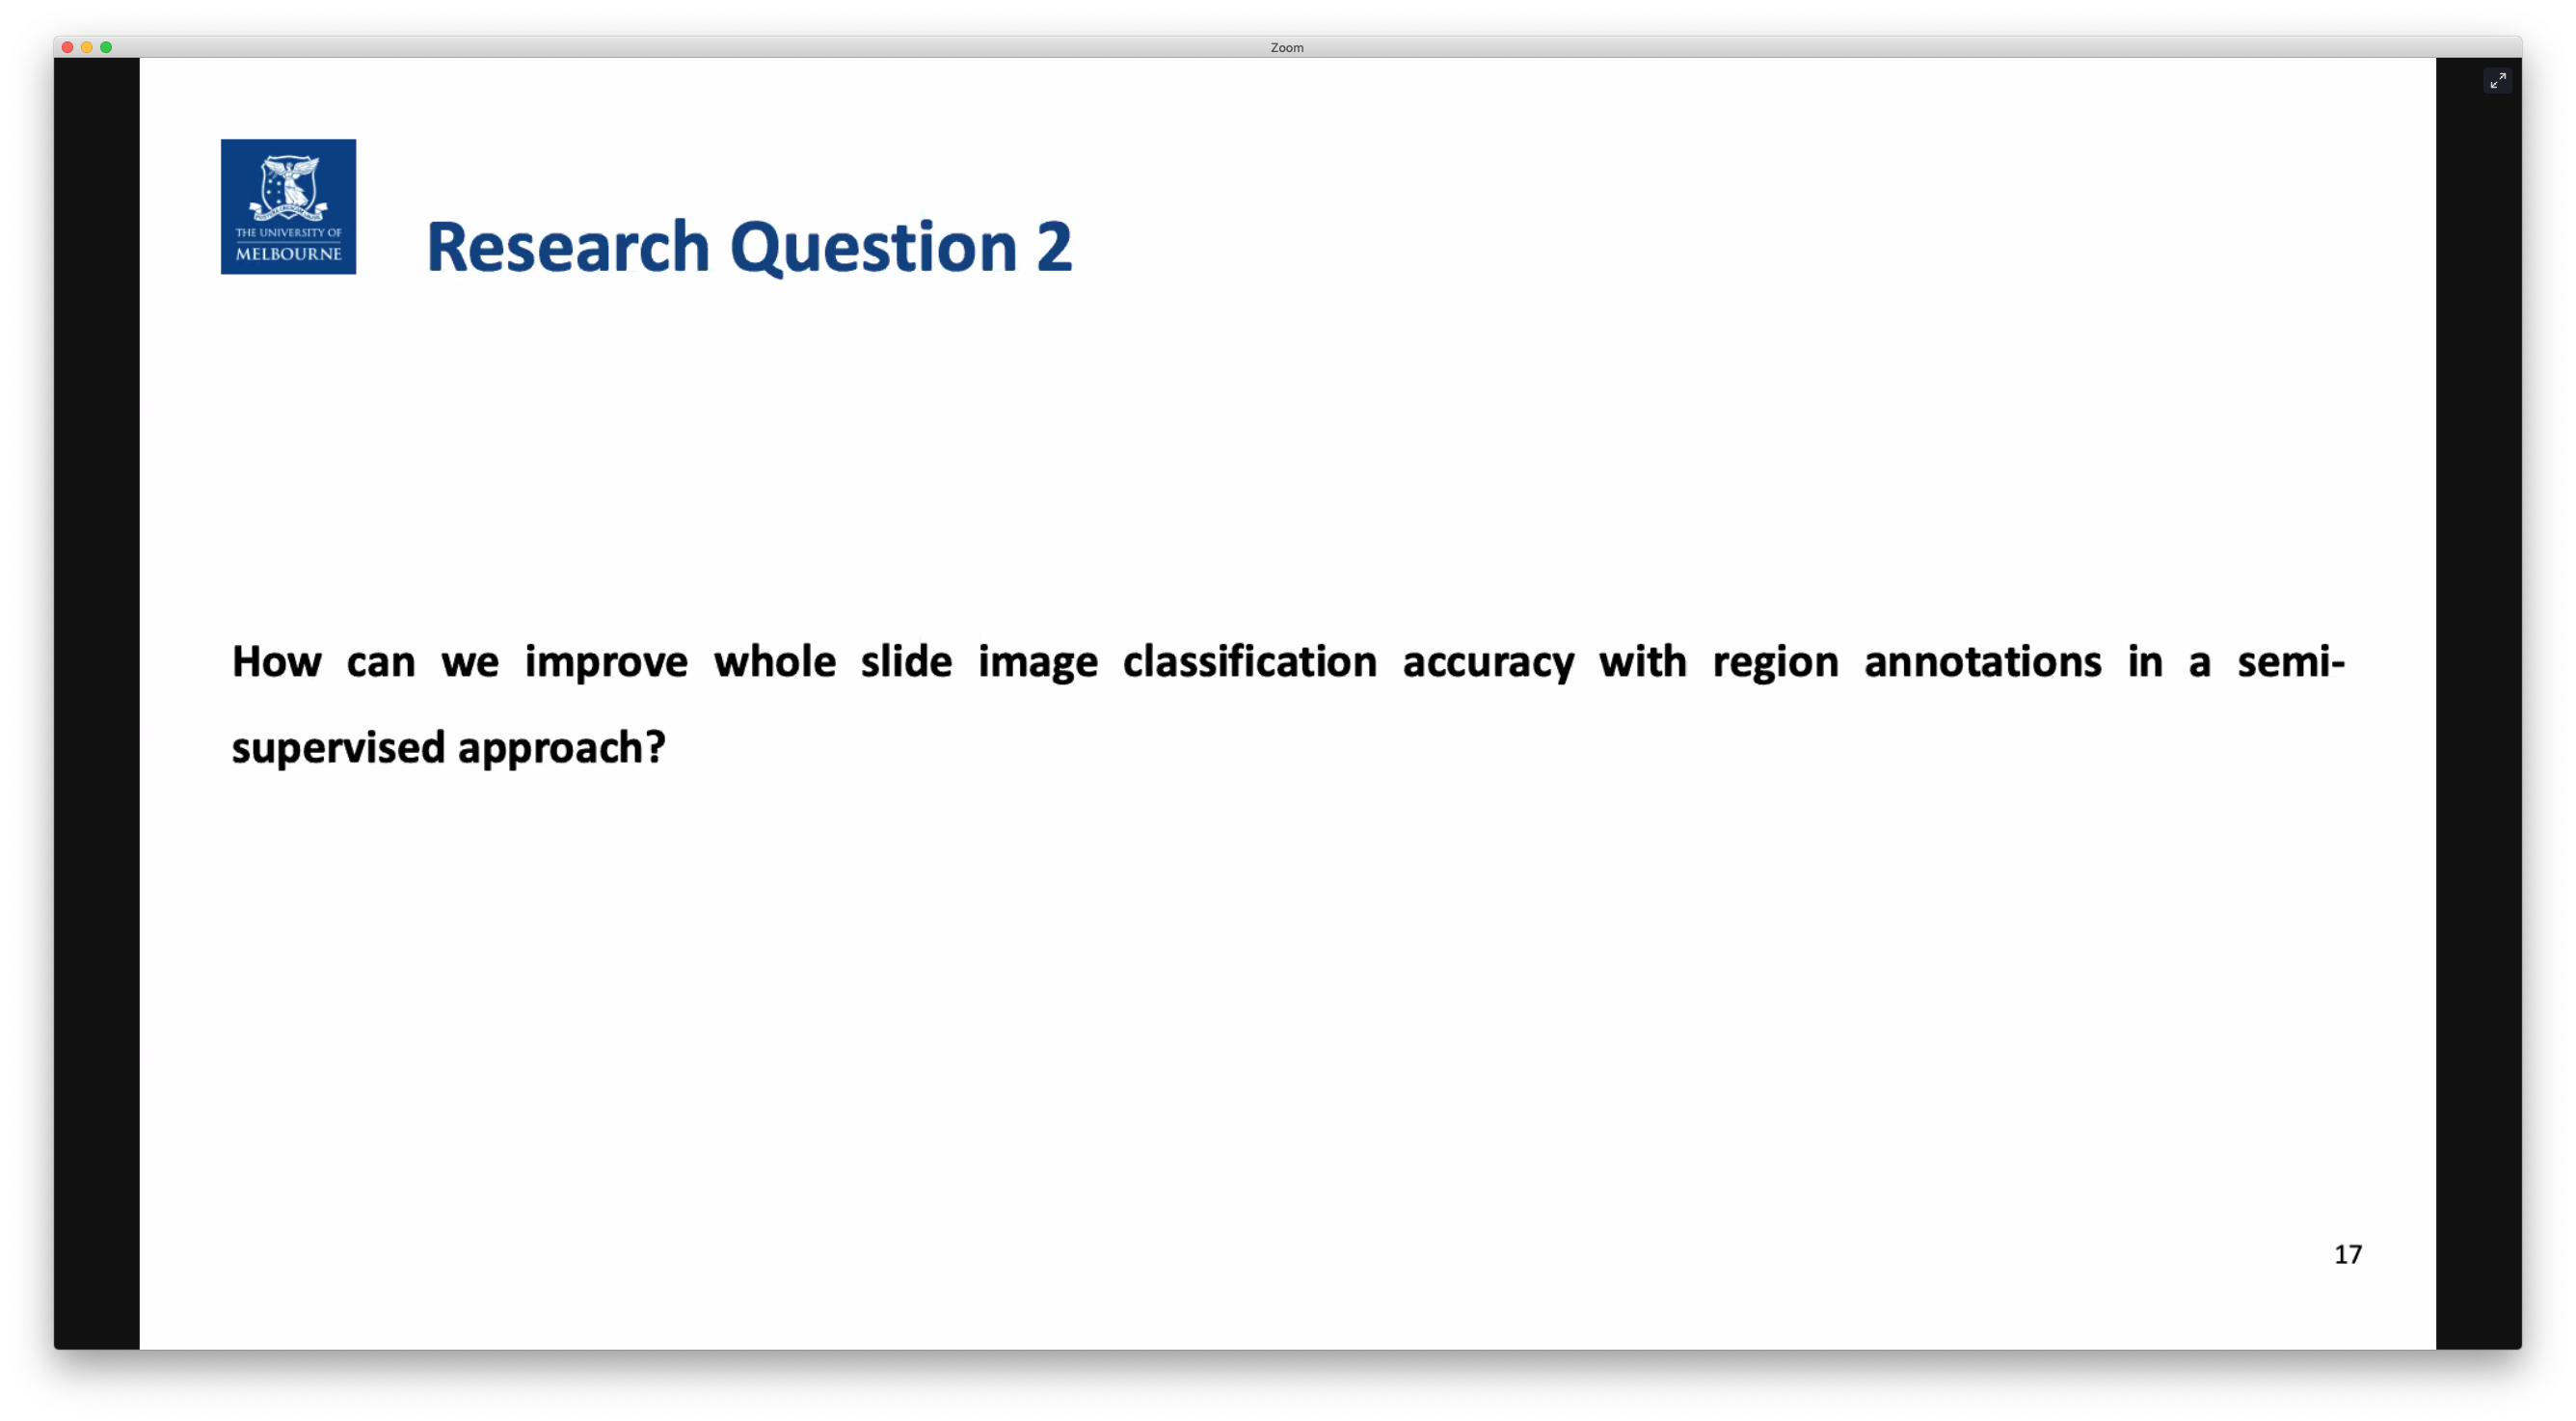 Zoom
THE UNIVERSITY OF
MELBOURNE
Research Question 2
How can we improve whole slide image classification accuracy with region annotations in a semi-
supervised approach?
17